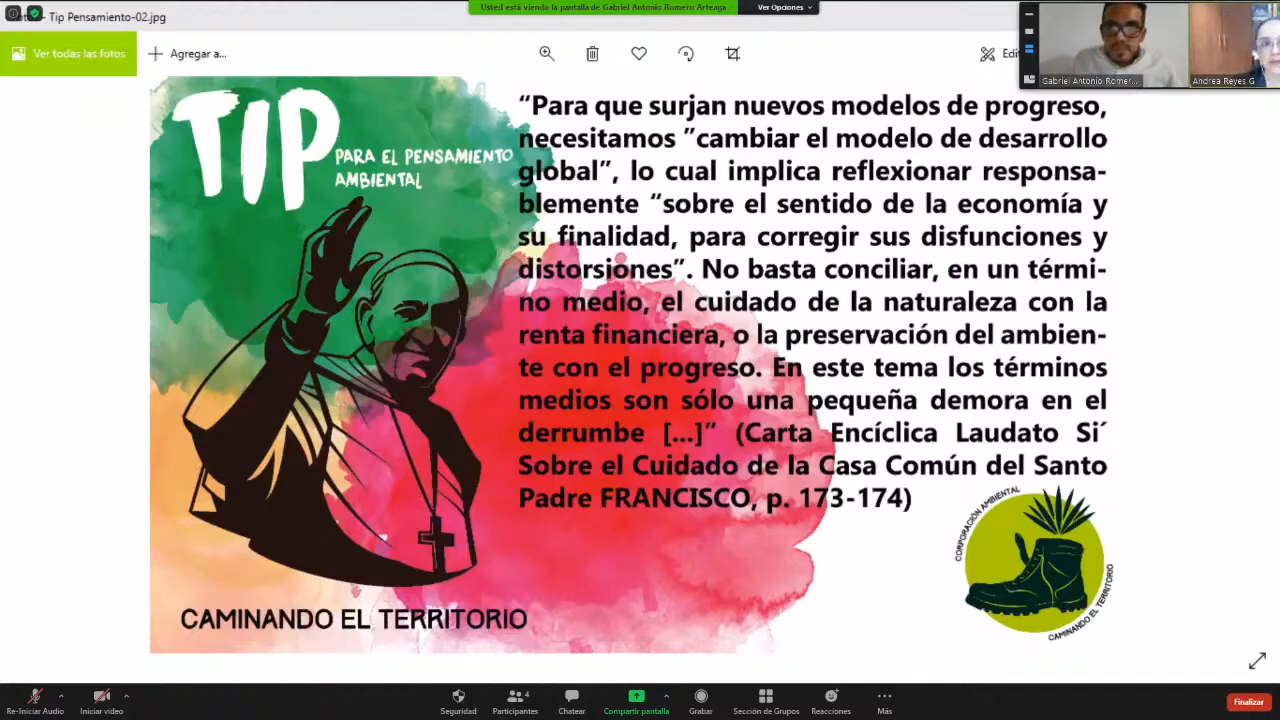 Tip Pensamiento-02.jpg
Usted está viendo la pantalla de Gabriel Antonio Romero Arteaga
Ver Opciones
Ver todas las fotos
Agregar a...
Gabriel Antonio Romer...
Andrea Reyes G
TIP
PARA EL PENSAMIENTO
AMBIENTAL
“Para que surjan nuevos modelos de progreso,
necesitamos ”cambiar el modelo de desarrollo
global”, lo cual implica reflexionar responsa-
blemente “sobre el sentido de la economía y
su finalidad, para corregir sus disfunciones y
distorsiones”. No basta conciliar, en un térmi-
no medio, el cuidado de la naturaleza con la
renta financiera, o la preservación del ambien-
te con el progreso. En este tema los términos
medios son sólo una pequeña demora en el
derrumbe [...]” (Carta Encíclica Laudato Si´
Sobre el Cuidado de la Casa Común del Santo
Padre FRANCISCO, p. 173-174)
CAMINANDO EL TERRITORIO
CORPORACIÓN AMBIENTAL
CAMINANDO EL TERRITORIO
Re-Iniciar Audio
Iniciar video
Seguridad
4
Participantes
Chatear
Compartir pantalla
Grabar
Sección de Grupos
Reacciones
Más
Finalizar